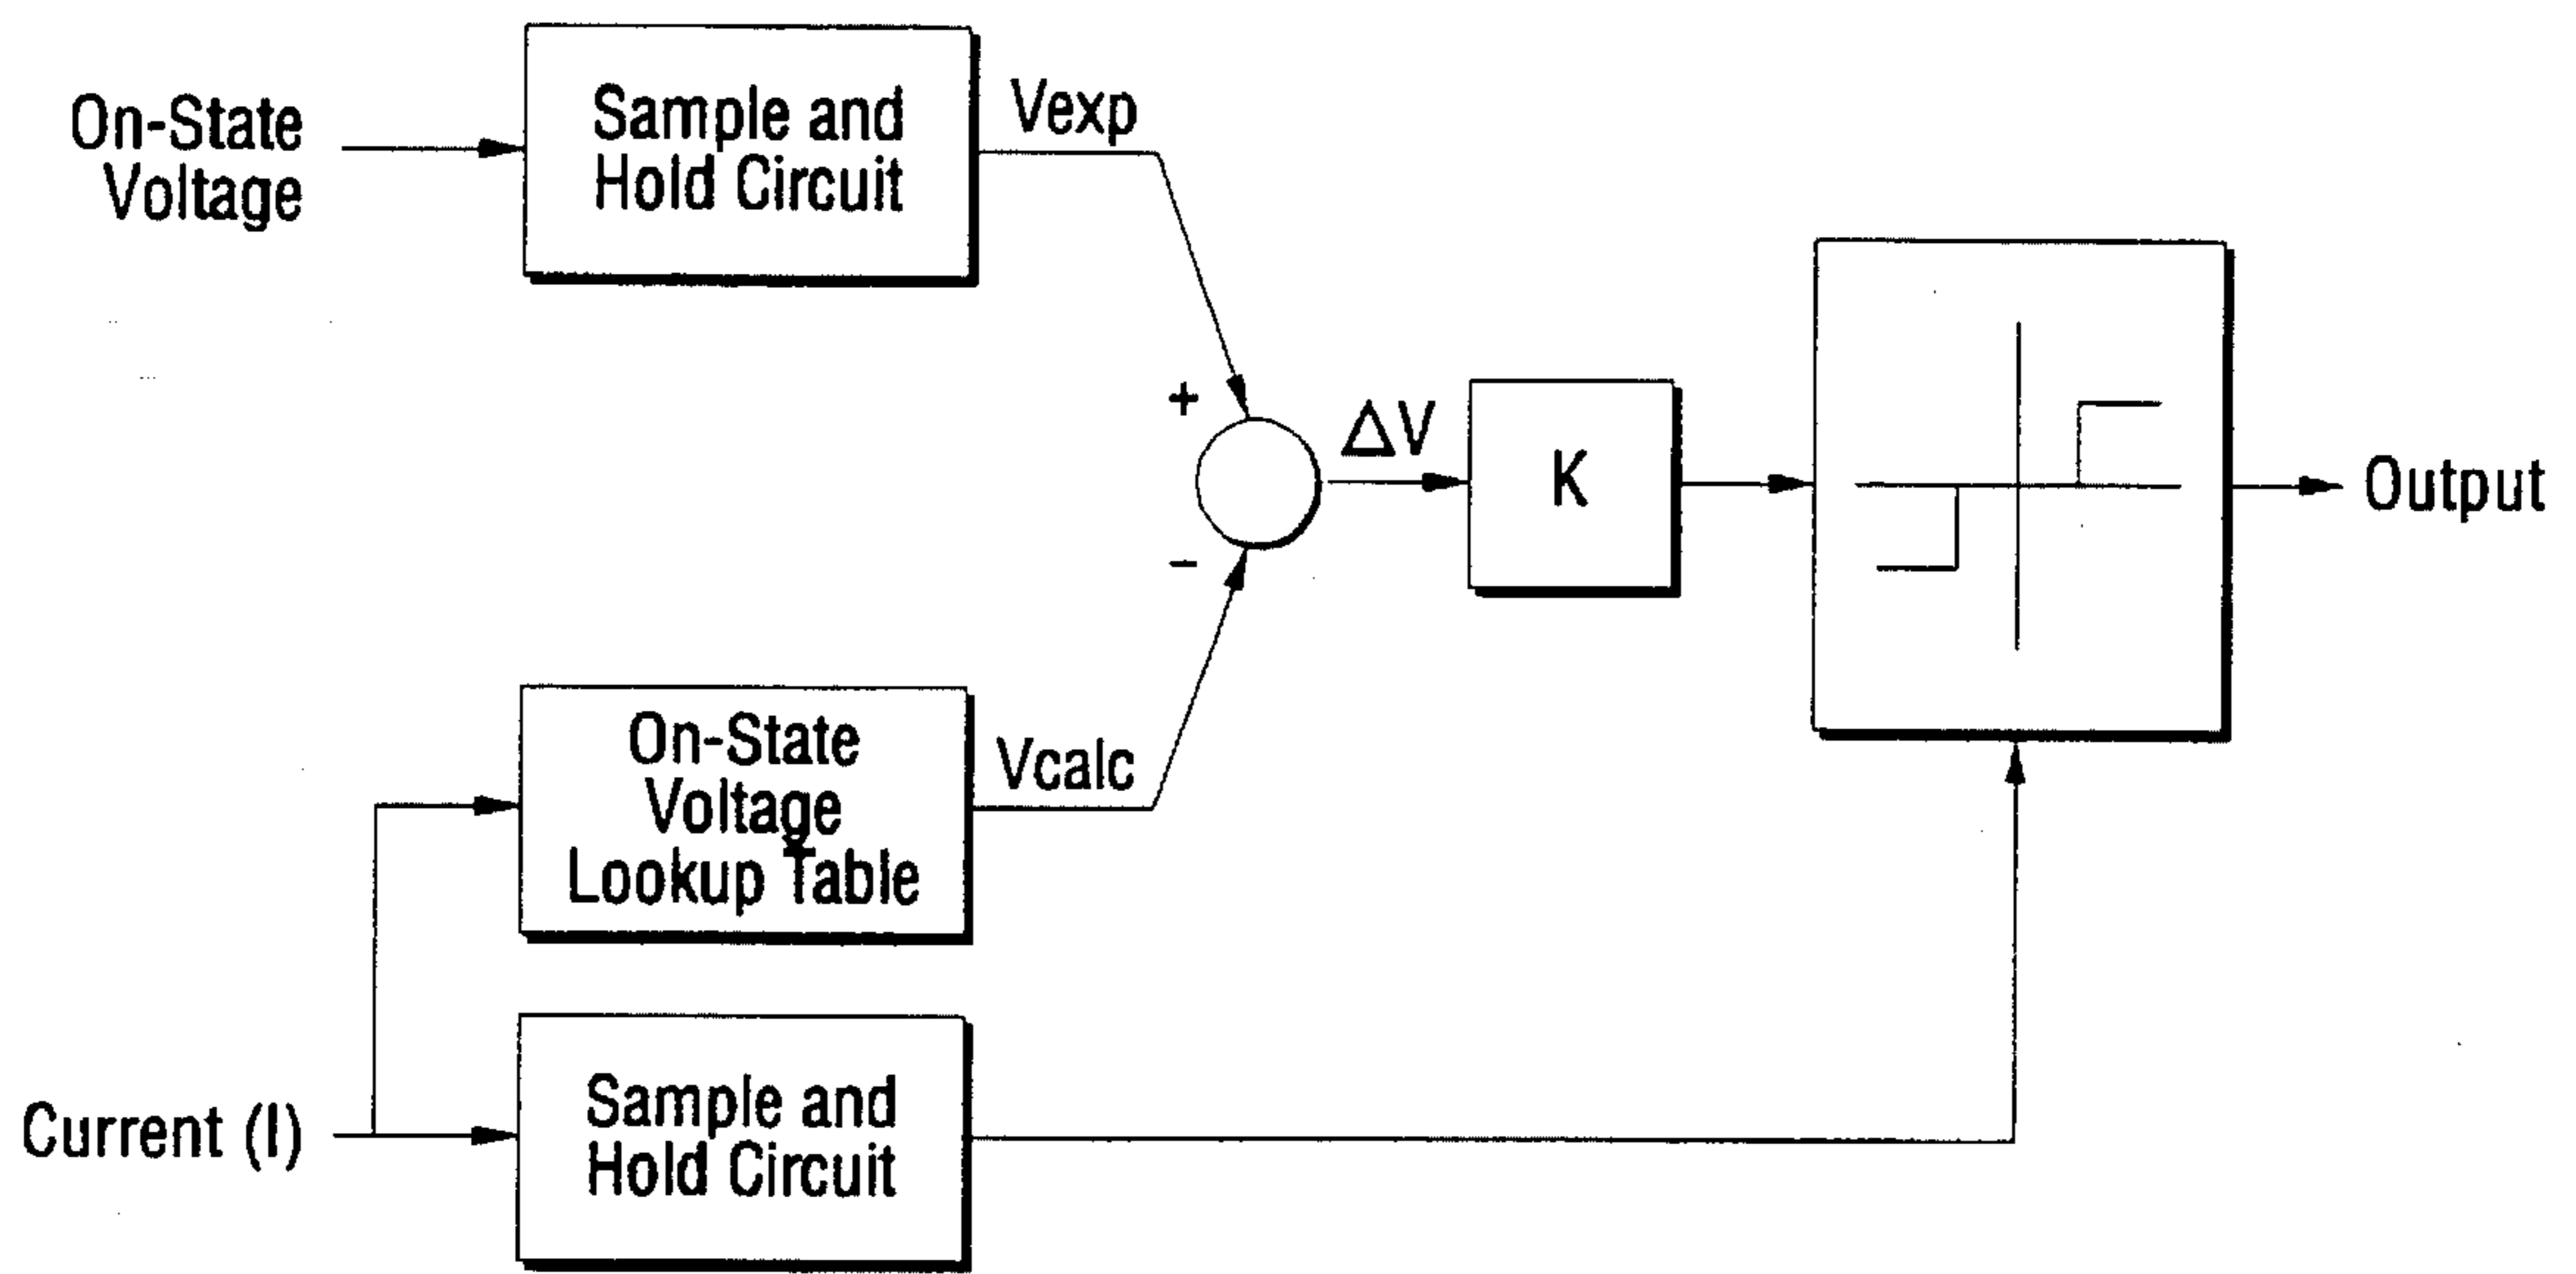 On-State
Voltage
Sample and
Hold Circuit
Vexp
+
-
ΔV
K
Output
On-State
Voltage
Lookup Table
Vcalc
Current (I)
Sample and
Hold Circuit